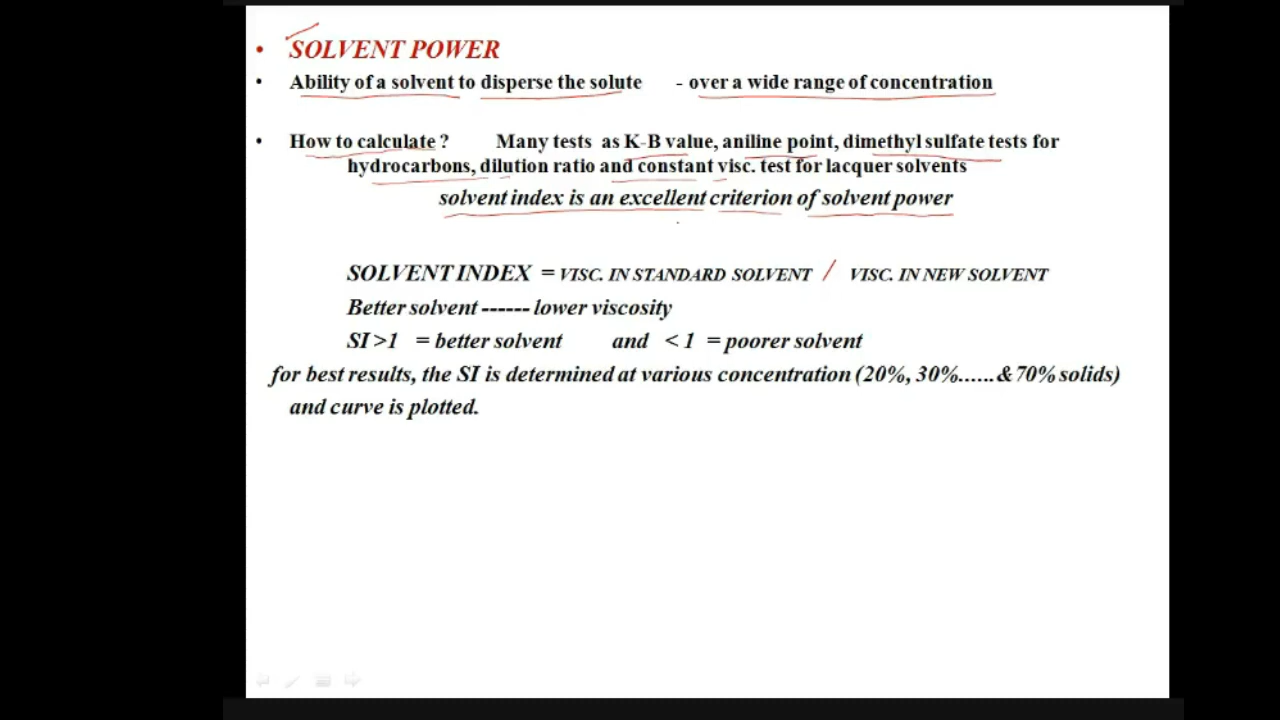 • SOLVENT POWER
• Ability of a solvent to disperse the solute - over a wide range of concentration
• How to calculate ? Many tests as K-B value, aniline point, dimethyl sulfate tests for
hydrocarbons, dilution ratio and constant visc. test for lacquer solvents
solvent index is an excellent criterion of solvent power
SOLVENT INDEX = VISC. IN STANDARD SOLVENT / VISC. IN NEW SOLVENT
Better solvent ------ lower viscosity
SI >1 = better solvent and < 1 = poorer solvent
for best results, the SI is determined at various concentration (20%, 30%......& 70% solids)
and curve is plotted.